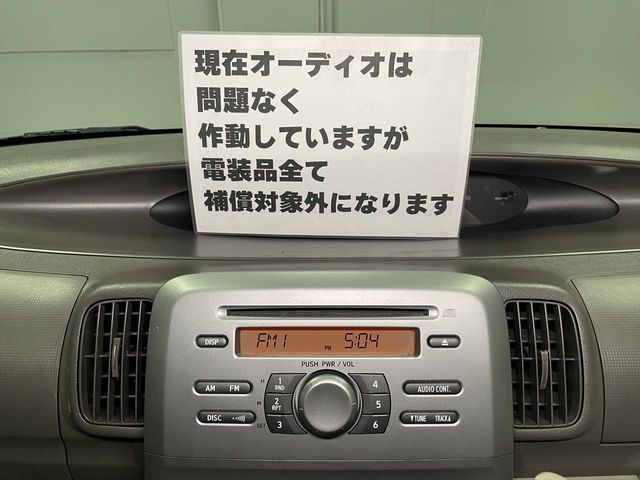 現在オーディオは
問題なく
作動していますが
電装品全て
補償対象外になります
DISP FM1 PM 5:04
PUSH PWR/VOL
AM FM H 1 RND 4 AUDIO CONT.
M 2 RPT 5
DISC SET 3 6 ▼TUNE TRACK▲